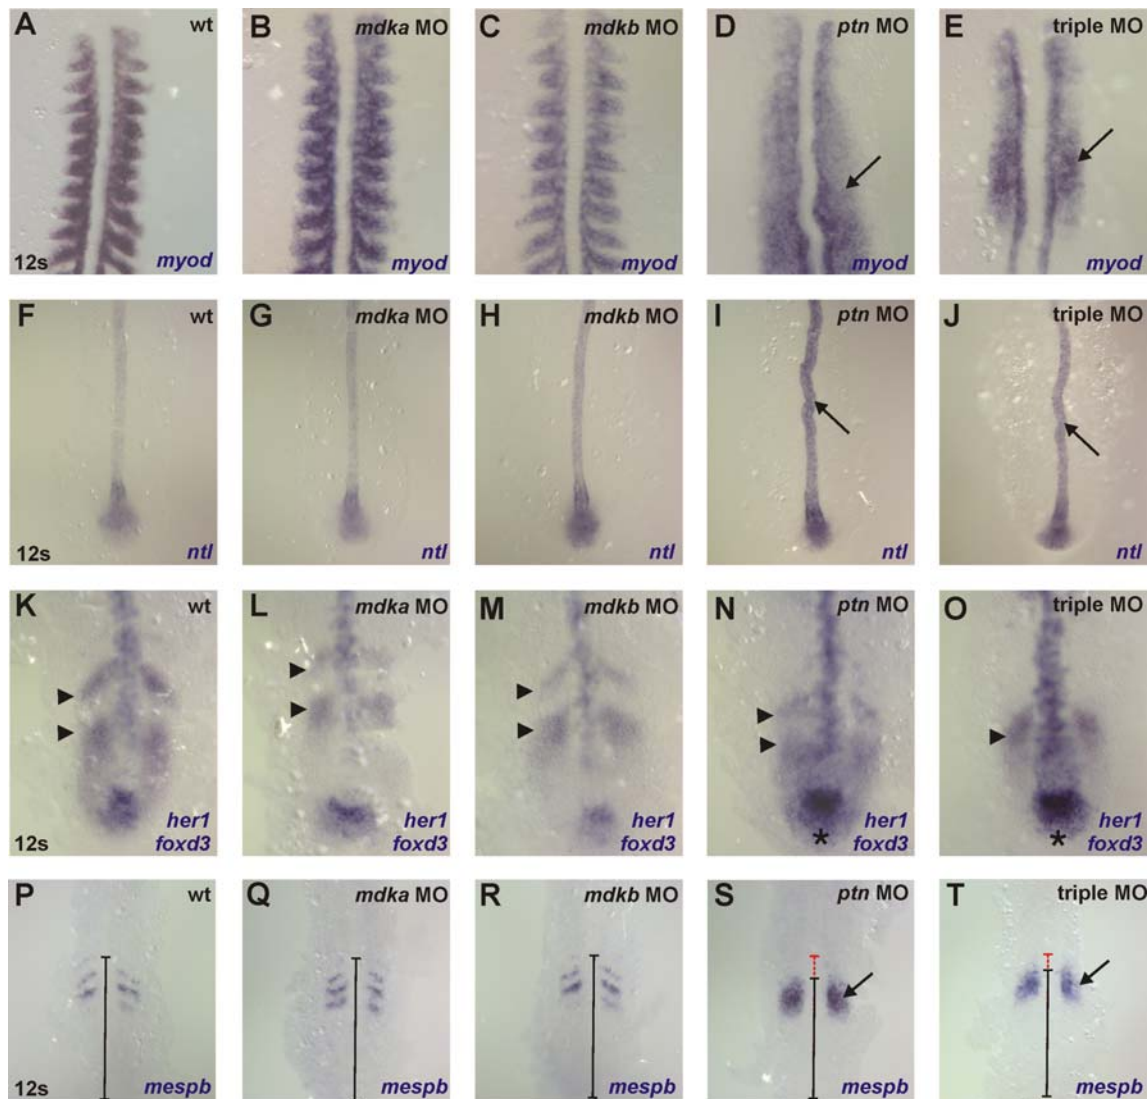 A wt
B mdka MO
C mdkb MO
D ptn MO
E triple MO
12s myod
myod
myod
myod
myod
F wt
G mdka MO
H mdkb MO
I ptn MO
J triple MO
12s ntl
ntl
ntl
ntl
ntl
K wt
L mdka MO
M mdkb MO
N ptn MO
O triple MO
her1
her1
her1
her1
her1
12s foxd3
foxd3
foxd3
* foxd3
* foxd3
P wt
Q mdka MO
R mdkb MO
S ptn MO
T triple MO
12s mespb
mespb
mespb
mespb
mespb